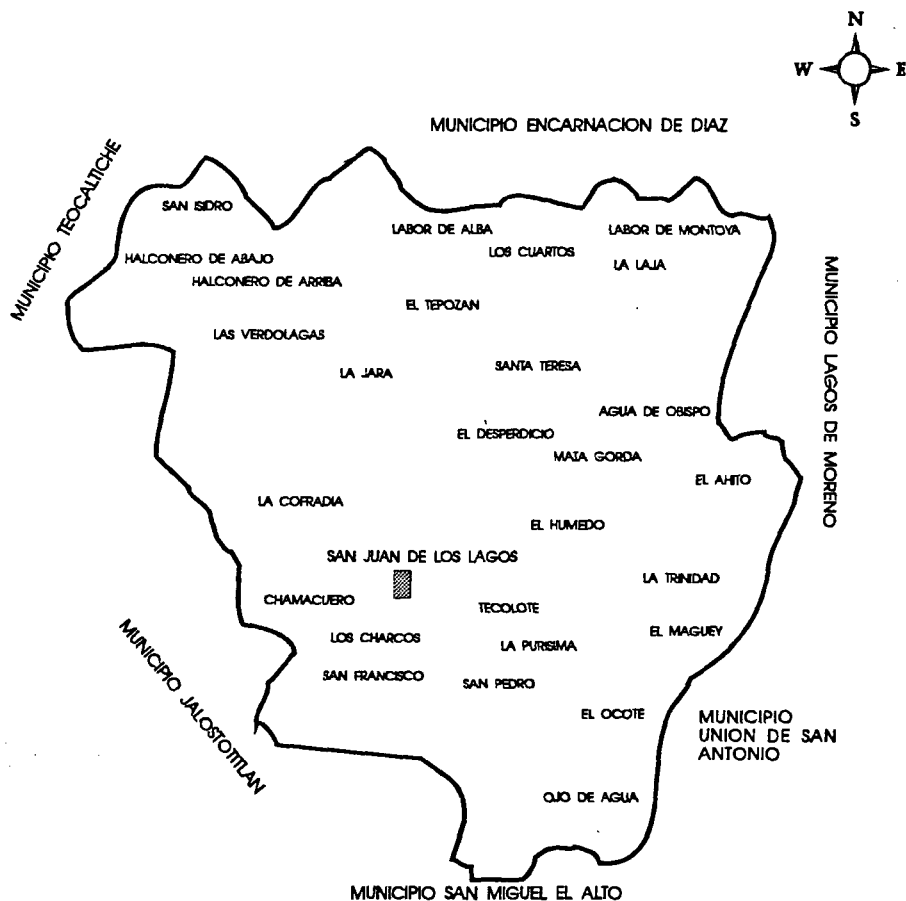 N
W E
S
MUNICIPIO ENCARNACION DE DIAZ
MUNICIPIO TEOCALTICHE
SAN ISIDRO
LABOR DE ALBA
LABOR DE MONTOYA
LOS CUARTOS
HALCONERO DE ABAJO
LA LAJA
HALCONERO DE ARRIBA
EL TEPOZAN
MUNICIPIO LAGOS DE MORENO
LAS VERDOLAGAS
SANTA TERESA
LA JARA
AGUA DE OBISPO
EL DESPERDICIO
MATA GORDA
EL AHITO
LA COFRADIA
EL HUMEDO
SAN JUAN DE LOS LAGOS
LA TRINIDAD
CHAMACUERO
TECOLOTE
EL MAGUEY
LOS CHARCOS
LA PURISIMA
MUNICIPIO JALOSTOTITLAN
SAN FRANCISCO
SAN PEDRO
EL OCOTE
MUNICIPIO
UNION DE SAN
ANTONIO
OJO DE AGUA
MUNICIPIO SAN MIGUEL EL ALTO